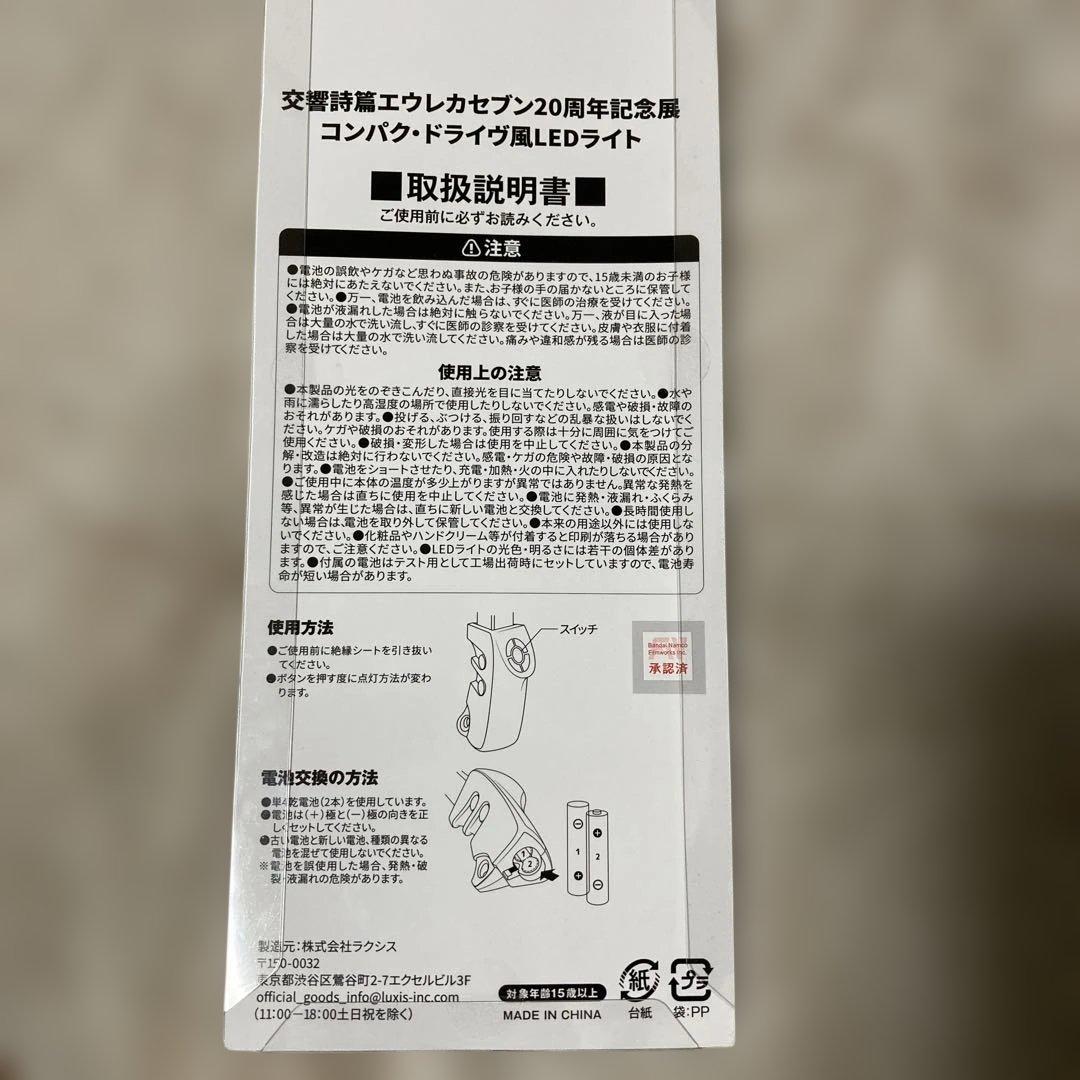 交響詩篇エウレカセブン20周年記念展
コンパク・ドライヴ風LEDライト
■取扱説明書■
ご使用前に必ずお読みください。
⚠注意
●電池の誤飲やケガなど思わぬ事故の危険がありますので、15歳未満のお子様
には絶対にあたえないでください。また、お子様の手の届かないところに保管して
ください。●万一、電池を飲み込んだ場合は、すぐに医師の治療を受けてください。
●電池が液漏れした場合は絶対に触らないでください。万一、液が目に入った場
合は大量の水で洗い流し、すぐに医師の診察を受けてください。皮膚や衣服に付着
した場合は大量の水で洗い流してください。痛みや違和感が残る場合は医師の診
察を受けてください。
使用上の注意
●本製品の光をのぞきこんだり、直接光を目に当てたりしないでください。●水や
雨に濡らしたり高湿度の場所で使用したりしないでください。感電や破損・故障の
おそれがあります。●投げる、ぶつける、振り回すなどの乱暴な扱いはしないでく
ださい。ケガや破損のおそれがあります。使用する際は十分に周囲に気をつけてご
使用ください。●破損・変形した場合は使用を中止してください。●本製品の分
解・改造は絶対に行わないでください。感電・ケガの危険や故障・破損の原因とな
ります。●電池をショートさせたり、充電・加熱・火の中に入れたりしないでください。
●ご使用中に本体の温度が多少上がりますが異常ではありません。異常な発熱を
感じた場合は直ちに使用を中止してください。●電池に発熱・液漏れ・ふくらみ
等、異常が生じた場合は、直ちに新しい電池と交換してください。●長時間使用し
ない場合は、電池を取り外して保管してください。●本来の用途以外には使用しな
いでください。●化粧品やハンドクリーム等が付着すると印刷が落ちる場合があり
ますので、ご注意ください。●LEDライトの光色・明るさには若干の個体差があり
ます。●付属の電池はテスト用として工場出荷時にセットしていますので、電池寿
命が短い場合があります。
使用方法
●ご使用前に絶縁シートを引き抜い
てください。
●ボタンを押す度に点灯方法が変わ
ります。
スイッチ
Bandai Namco
Filmworks Inc.
承認済
電池交換の方法
●単4乾電池(2本)を使用しています。
●電池は(+)極と(ー)極の向きを正
しくセットしてください。
●古い電池と新しい電池、種類の異なる
電池を混ぜて使用しないでください。
※電池を誤使用した場合、発熱・破
裂・液漏れの危険があります。
1
2
1
2
製造元:株式会社ラクシス
〒150-0032
東京都渋谷区鶯谷町2-7エクセルビル3F
official_goods_info@luxis-inc.com
(11:00ー18:00土日祝を除く)
対象年齢15歳以上
MADE IN CHINA
紙
台紙
プラ
袋:PP